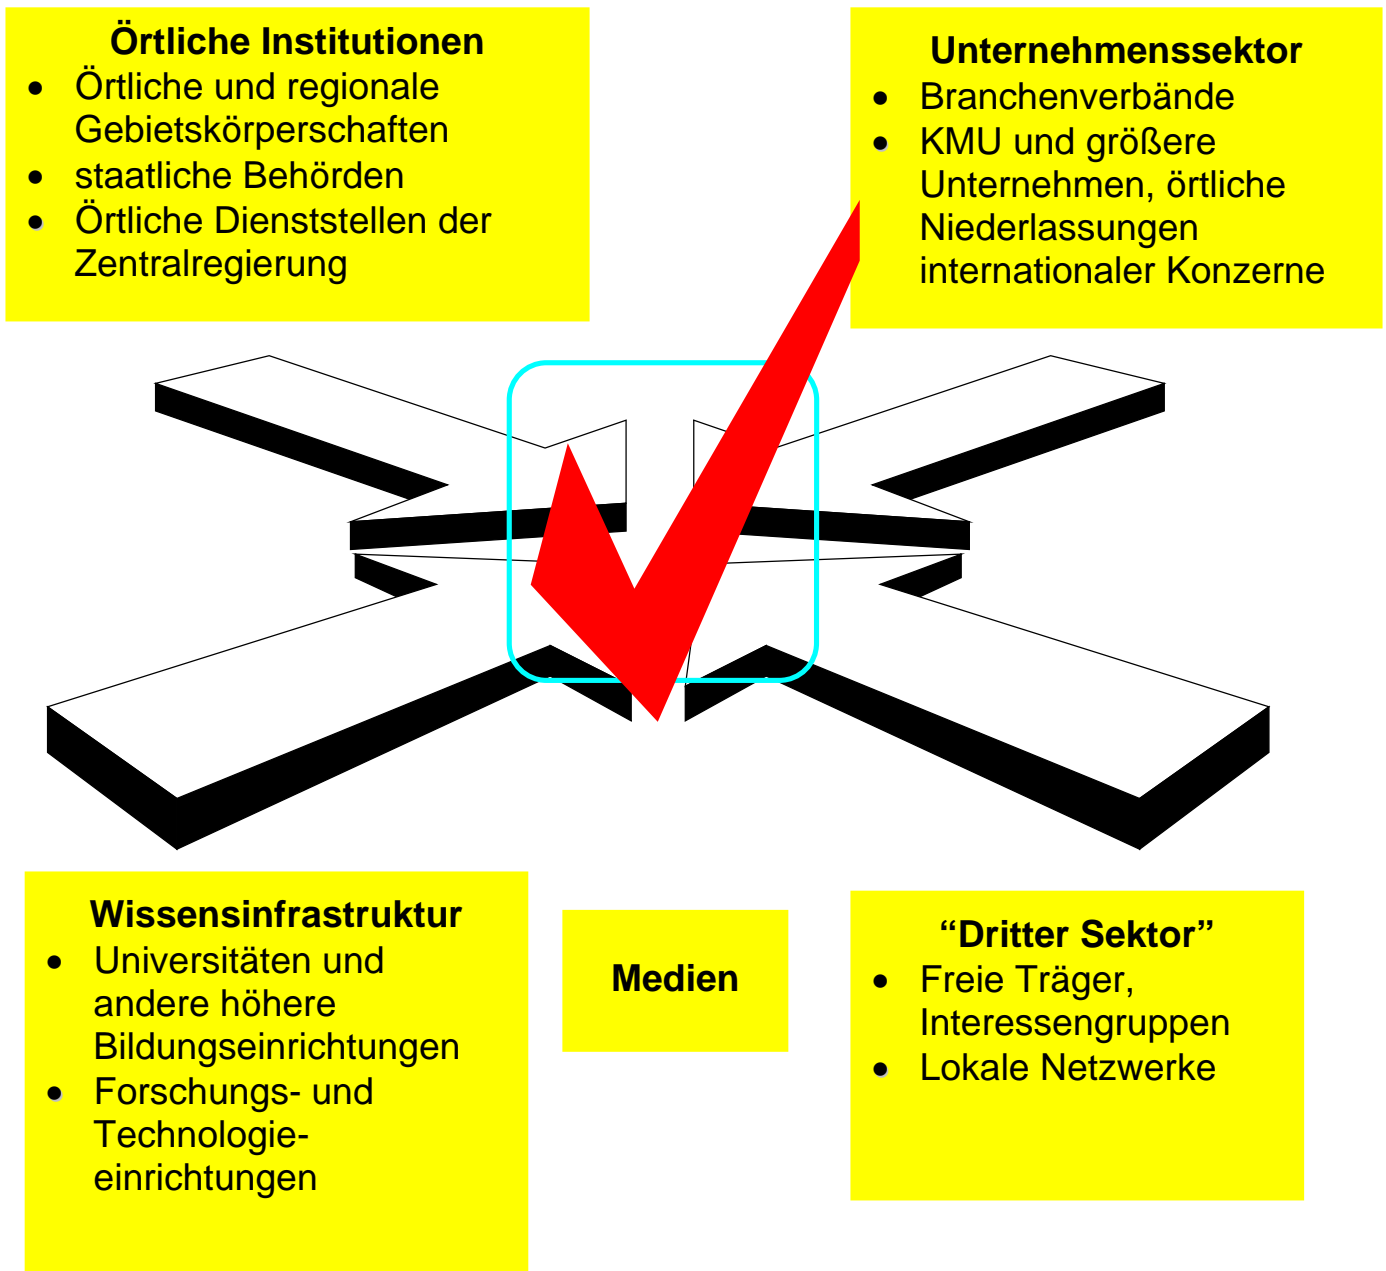 Örtliche Institutionen
• Örtliche und regionale
Gebietskörperschaften
• staatliche Behörden
• Örtliche Dienststellen der
Zentralregierung
Unternehmenssektor
• Branchenverbände
• KMU und größere
Unternehmen, örtliche
Niederlassungen
internationaler Konzerne
Wissensinfrastruktur
• Universitäten und
andere höhere
Bildungseinrichtungen
• Forschungs- und
Technologie-
einrichtungen
Medien
“Dritter Sektor”
• Freie Träger,
Interessengruppen
• Lokale Netzwerke